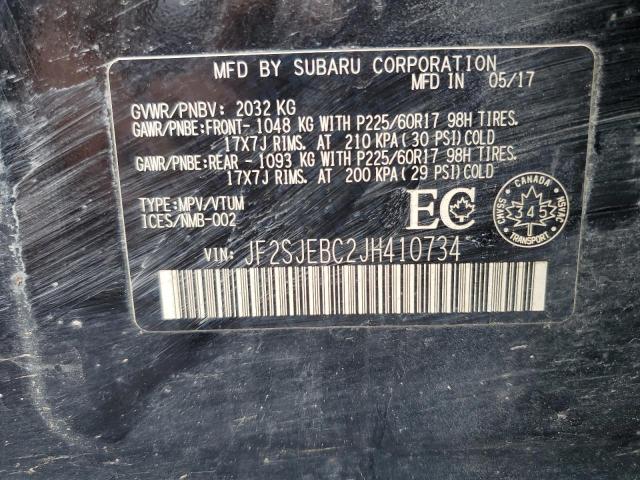 MFD BY SUBARU CORPORATION
MFD IN 05/17
GVWR/PNBV: 2032 KG
GAWR/PNBE:FRONT- 1048 KG WITH P225/60R17 98H TIRES.
17X7J RIMS. AT 210 KPA(30 PSI)COLD
GAWR/PNBE:REAR - 1093 KG WITH P225/60R17 98H TIRES.
17X7J RIMS. AT 200 KPA(29 PSI)COLD
TYPE:MPV/VTUM
ICES/NMB-002
EC
CANADA
CMVSS
345
NSVAC
TRANSPORT
VIN: JF2SJEBC2JH410734